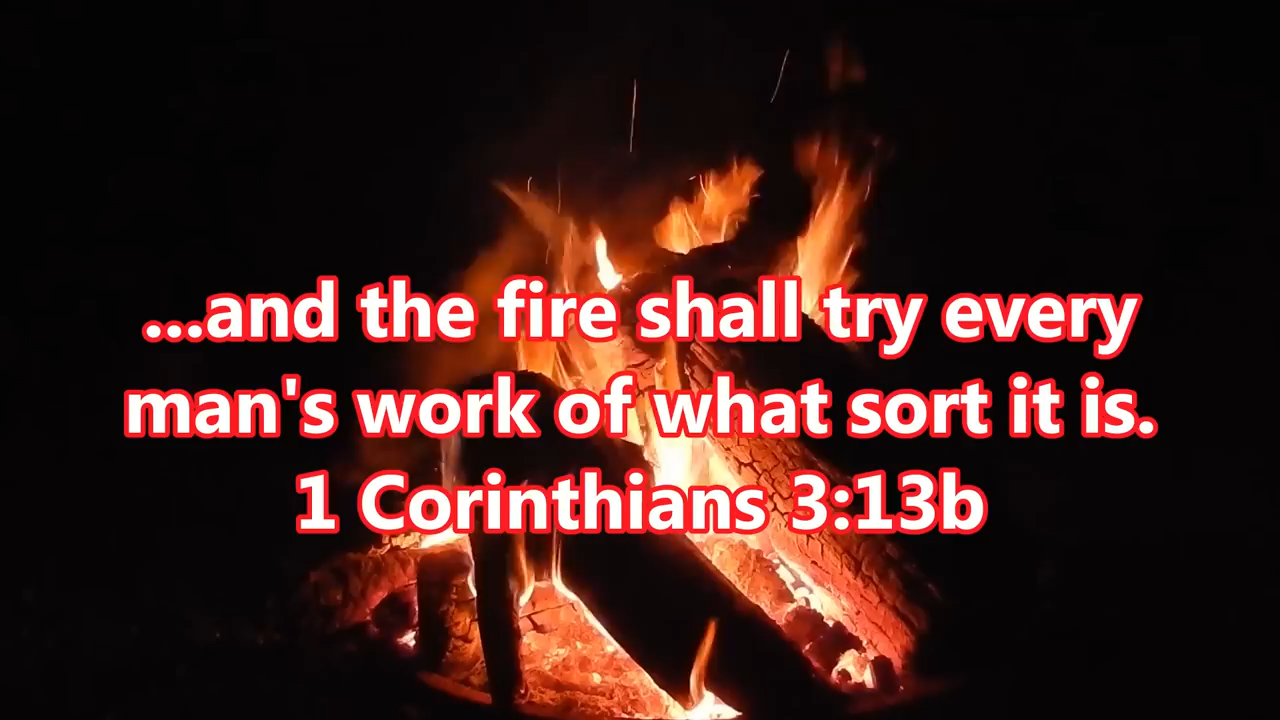 ...and the fire shall try every
man's work of what sort it is.
1 Corinthians 3:13b